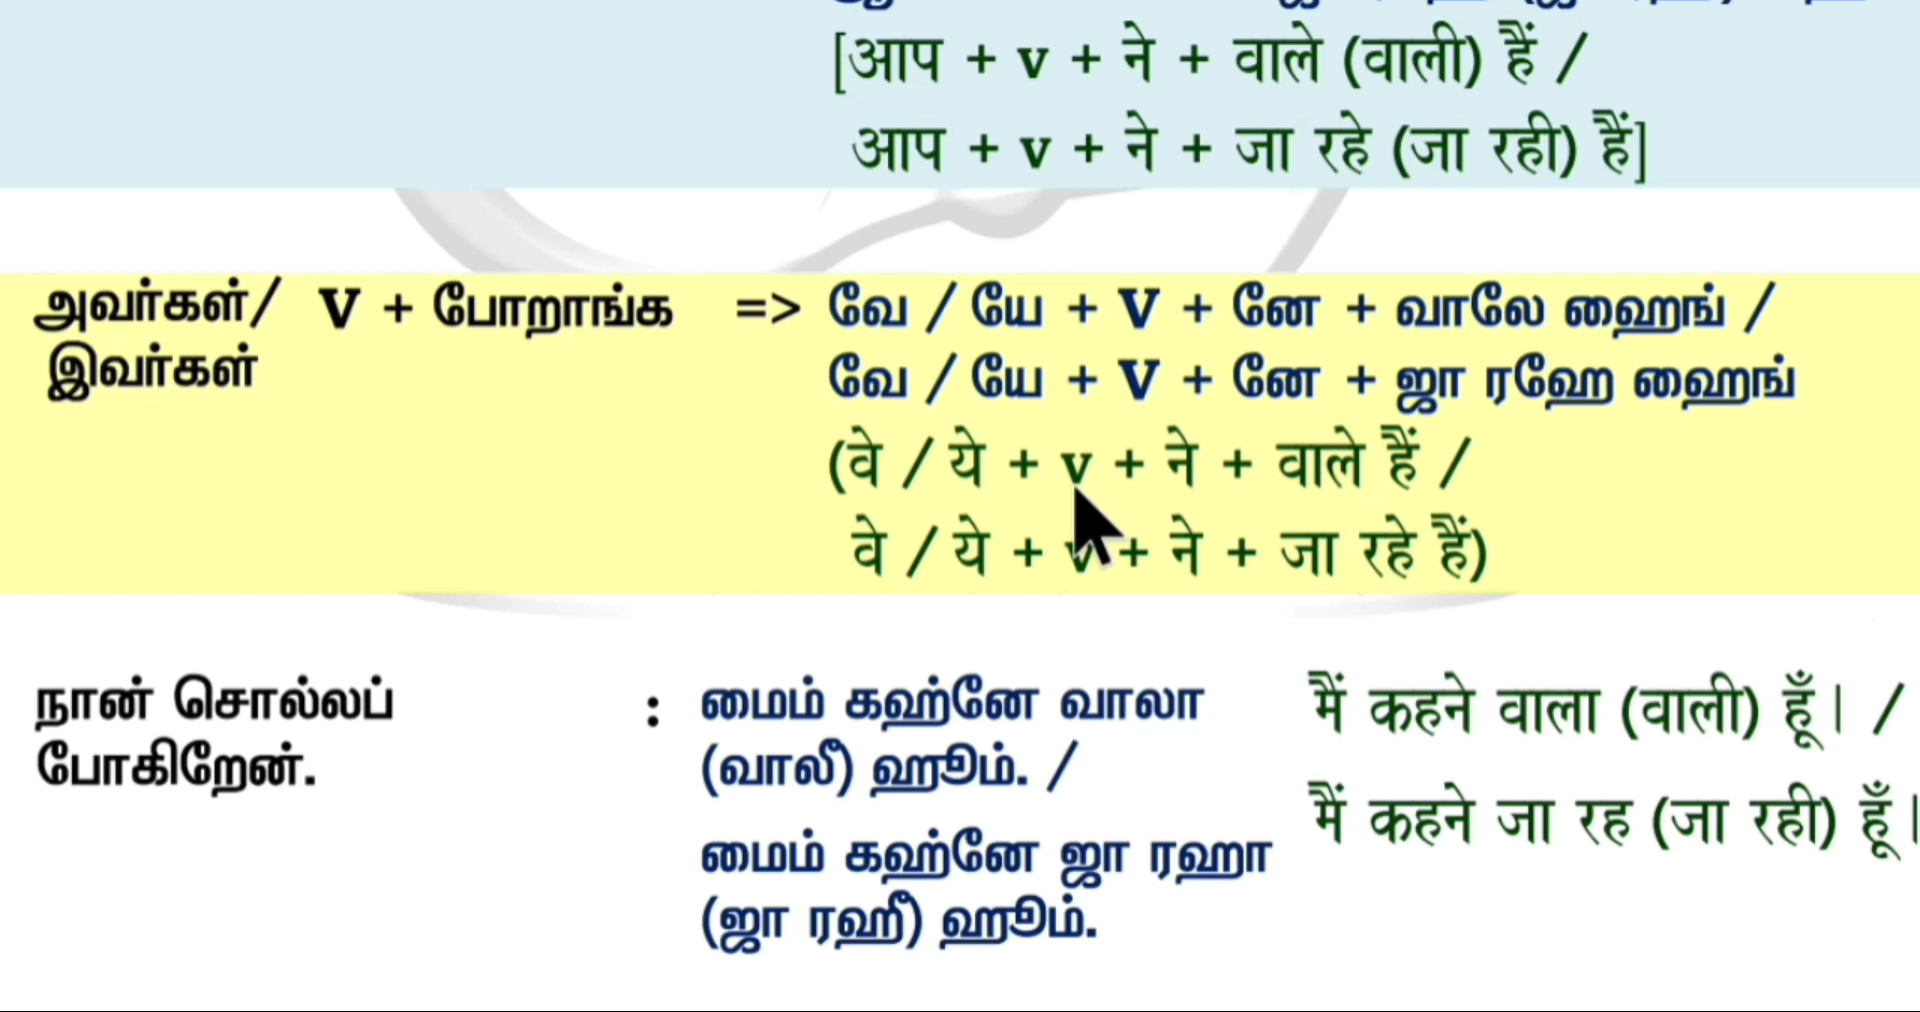 [आप + v + ने + वाले (वाली) हैं /
आप + v + ने + जा रहे (जा रही) हैं]
அவர்கள்/ V + போறாங்க => வே / யே + V + னே + வாலே ஹைங் /
இவர்கள் வே / யே + V + னே + ஜா ரஹே ஹைங்
(वे / ये + v + ने + वाले हैं /
वे / ये + v + ने + जा रहे हैं)
நான் சொல்லப் : மைம் கஹ்னே வாலா मैं कहने वाला (वाली) हूँ। /
போகிறேன். (வாலீ) ஹூம். /
मैं कहने जा रह (जा रही) हूँ।
மைம் கஹ்னே ஜா ரஹா
(ஜா ரஹீ) ஹூம்.